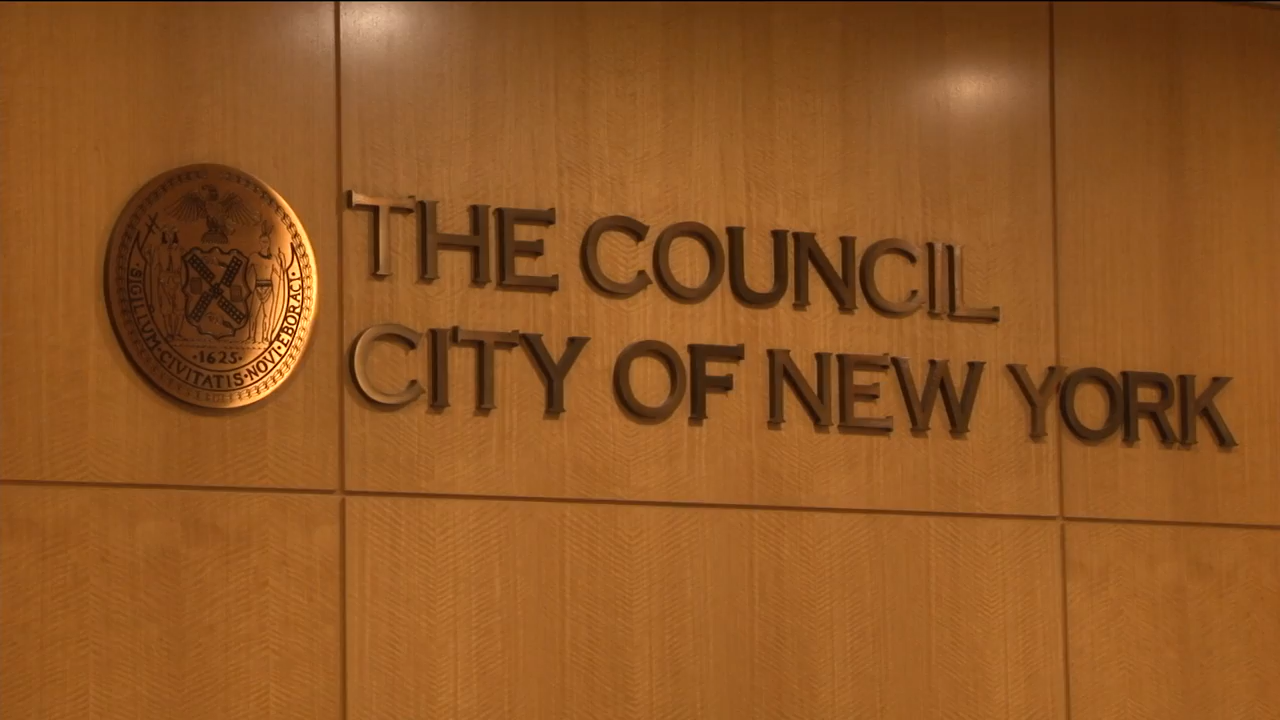 THE COUNCIL
CITY OF NEW YORK
·SIGILLUM·CIVITATIS·NOVI·EBORACI·
·1625·